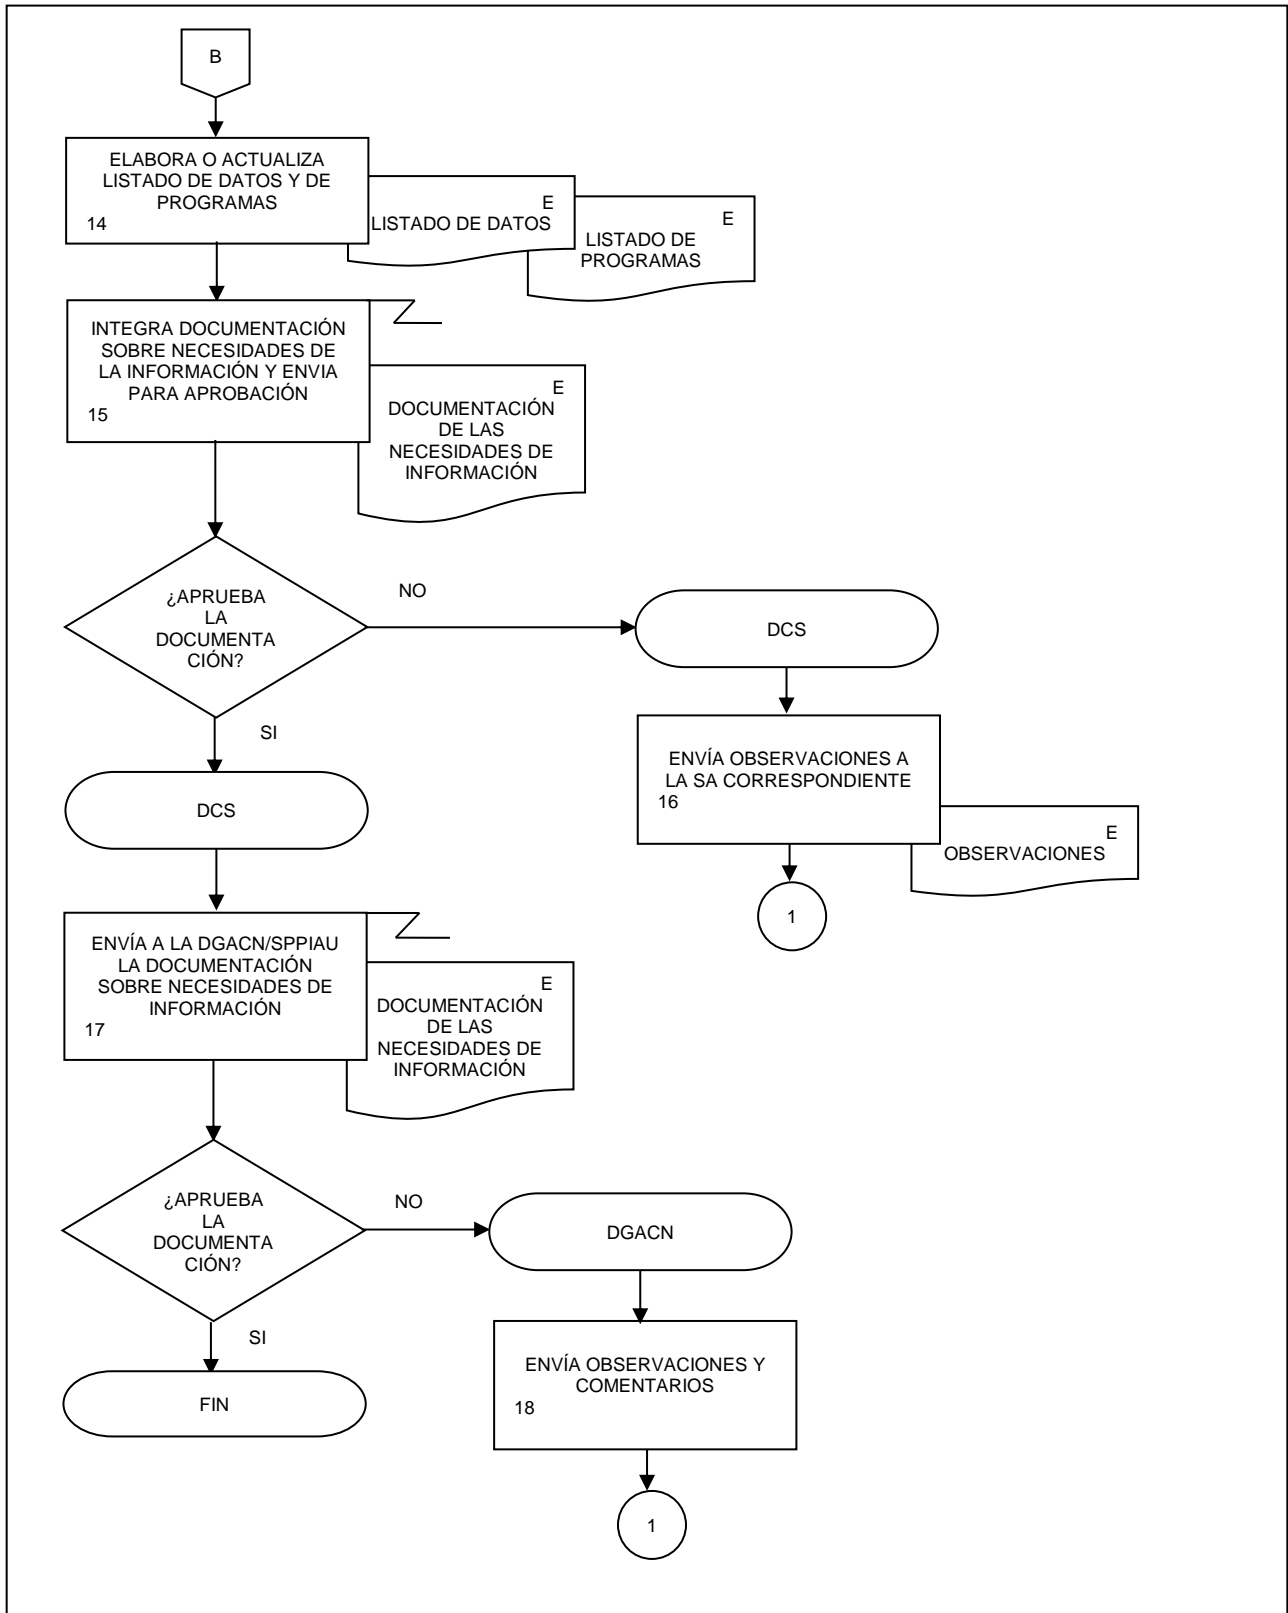 B
ELABORA O ACTUALIZA
LISTADO DE DATOS Y DE
PROGRAMAS
14
E
LISTADO DE DATOS
E
LISTADO DE
PROGRAMAS
INTEGRA DOCUMENTACIÓN
SOBRE NECESIDADES DE
LA INFORMACIÓN Y ENVIA
PARA APROBACIÓN
15
E
DOCUMENTACIÓN
DE LAS
NECESIDADES DE
INFORMACIÓN
¿APRUEBA
LA
DOCUMENTA
CIÓN?
NO
DCS
SI
ENVÍA OBSERVACIONES A
LA SA CORRESPONDIENTE
16
E
OBSERVACIONES
1
DCS
ENVÍA A LA DGACN/SPPIAU
LA DOCUMENTACIÓN
SOBRE NECESIDADES DE
INFORMACIÓN
17
E
DOCUMENTACIÓN
DE LAS
NECESIDADES DE
INFORMACIÓN
¿APRUEBA
LA
DOCUMENTA
CIÓN?
NO
DGACN
SI
ENVÍA OBSERVACIONES Y
COMENTARIOS
18
FIN
1